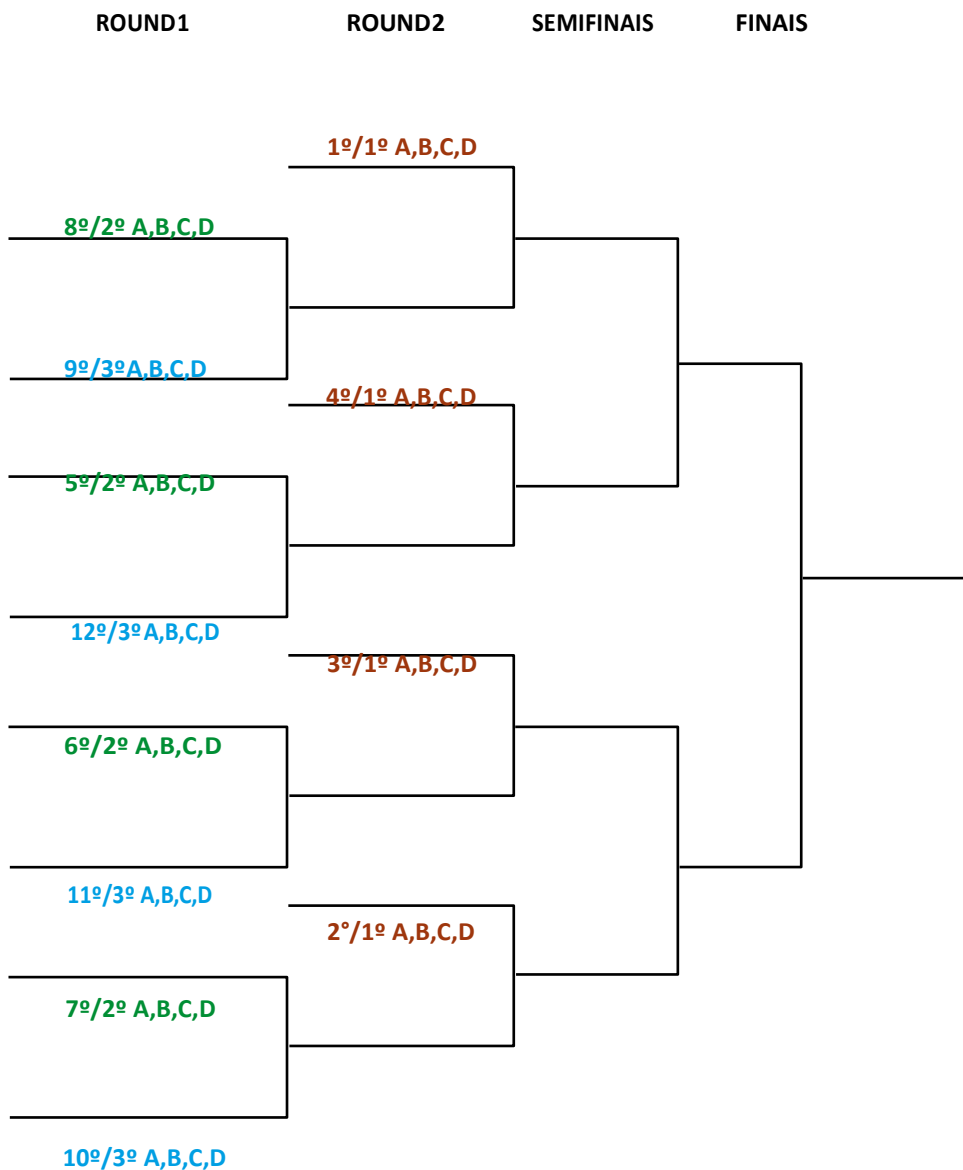 ROUND1 ROUND2 SEMIFINAIS FINAIS
1º/1º A,B,C,D
8º/2º A,B,C,D
9º/3ºA,B,C,D
4º/1º A,B,C,D
5º/2º A,B,C,D
12º/3ºA,B,C,D
3º/1º A,B,C,D
6º/2º A,B,C,D
11º/3º A,B,C,D
2°/1º A,B,C,D
7º/2º A,B,C,D
10º/3º A,B,C,D